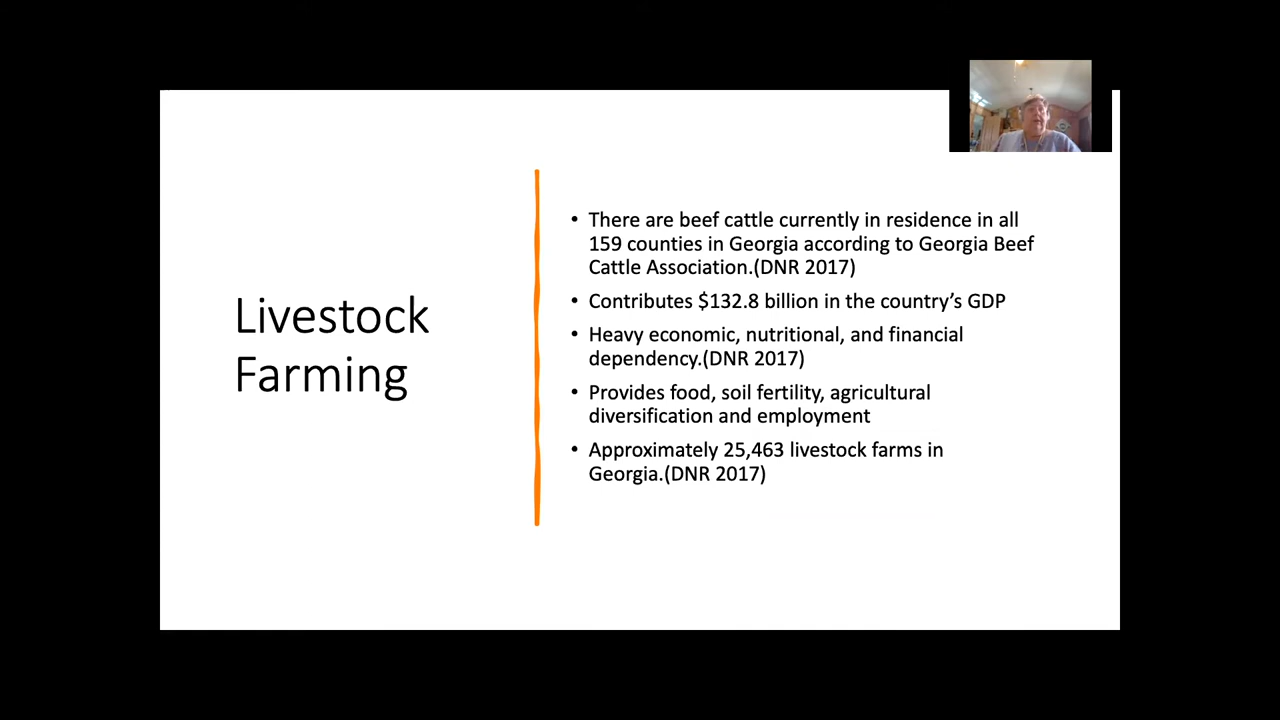 Livestock
Farming
• There are beef cattle currently in residence in all
159 counties in Georgia according to Georgia Beef
Cattle Association.(DNR 2017)
• Contributes $132.8 billion in the country’s GDP
• Heavy economic, nutritional, and financial
dependency.(DNR 2017)
• Provides food, soil fertility, agricultural
diversification and employment
• Approximately 25,463 livestock farms in
Georgia.(DNR 2017)